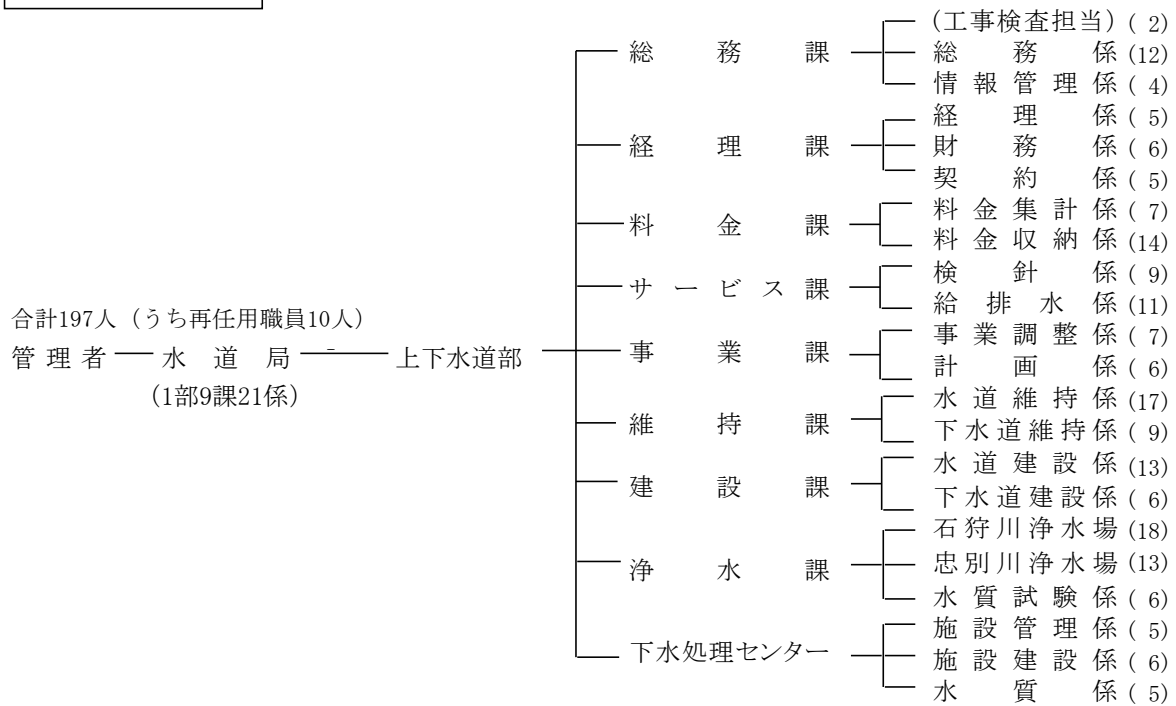 (工事検査担当) ( 2)
総務課 総務係 (12)
情報管理係 ( 4)
経理係 ( 5)
経理課 財務係 ( 6)
契約係 ( 5)
料金集計係 ( 7)
料金課
料金収納係 (14)
検針係 ( 9)
サービス課
給排水係 (11)
合計197人 (うち再任用職員10人)
事業調整係 ( 7)
管理者 水道局 上下水道部 事業課
計画係 ( 6)
(1部9課21係)
水道維持係 (17)
維持課
下水道維持係 ( 9)
水道建設係 (13)
建設課
下水道建設係 ( 6)
石狩川浄水場 (18)
浄水課 忠別川浄水場 (13)
水質試験係 ( 6)
施設管理係 ( 5)
下水処理センター 施設建設係 ( 6)
水質係 ( 5)